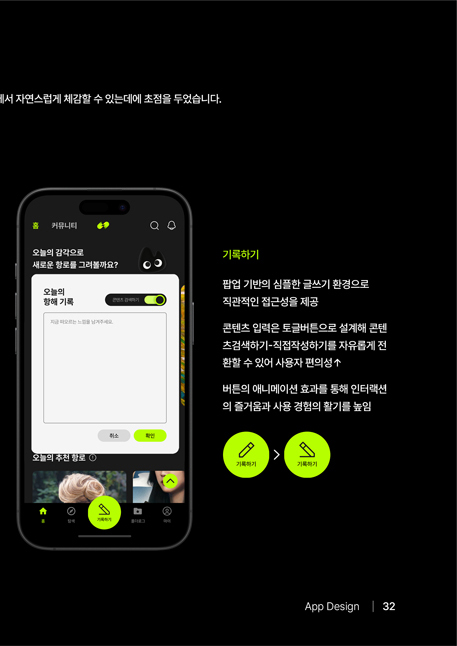 에서 자연스럽게 체감할 수 있는데에 초점을 두었습니다.
홈 커뮤니티
오늘의 감각으로
새로운 항로를 그려볼까요?
오늘의
항해 기록
콘텐츠 검색하기
지금 떠오르는 느낌을 남겨주세요.
취소 확인
오늘의 추천 항로
홈 탐색 기록하기 폴더로그 마이
기록하기
팝업 기반의 심플한 글쓰기 환경으로
직관적인 접근성을 제공
콘텐츠 입력은 토글버튼으로 설계해 콘텐
츠검색하기-직접작성하기를 자유롭게 전
환할 수 있어 사용자 편의성↑
버튼의 애니메이션 효과를 통해 인터랙션
의 즐거움과 사용 경험의 활기를 높임
기록하기 > 기록하기
App Design | 32